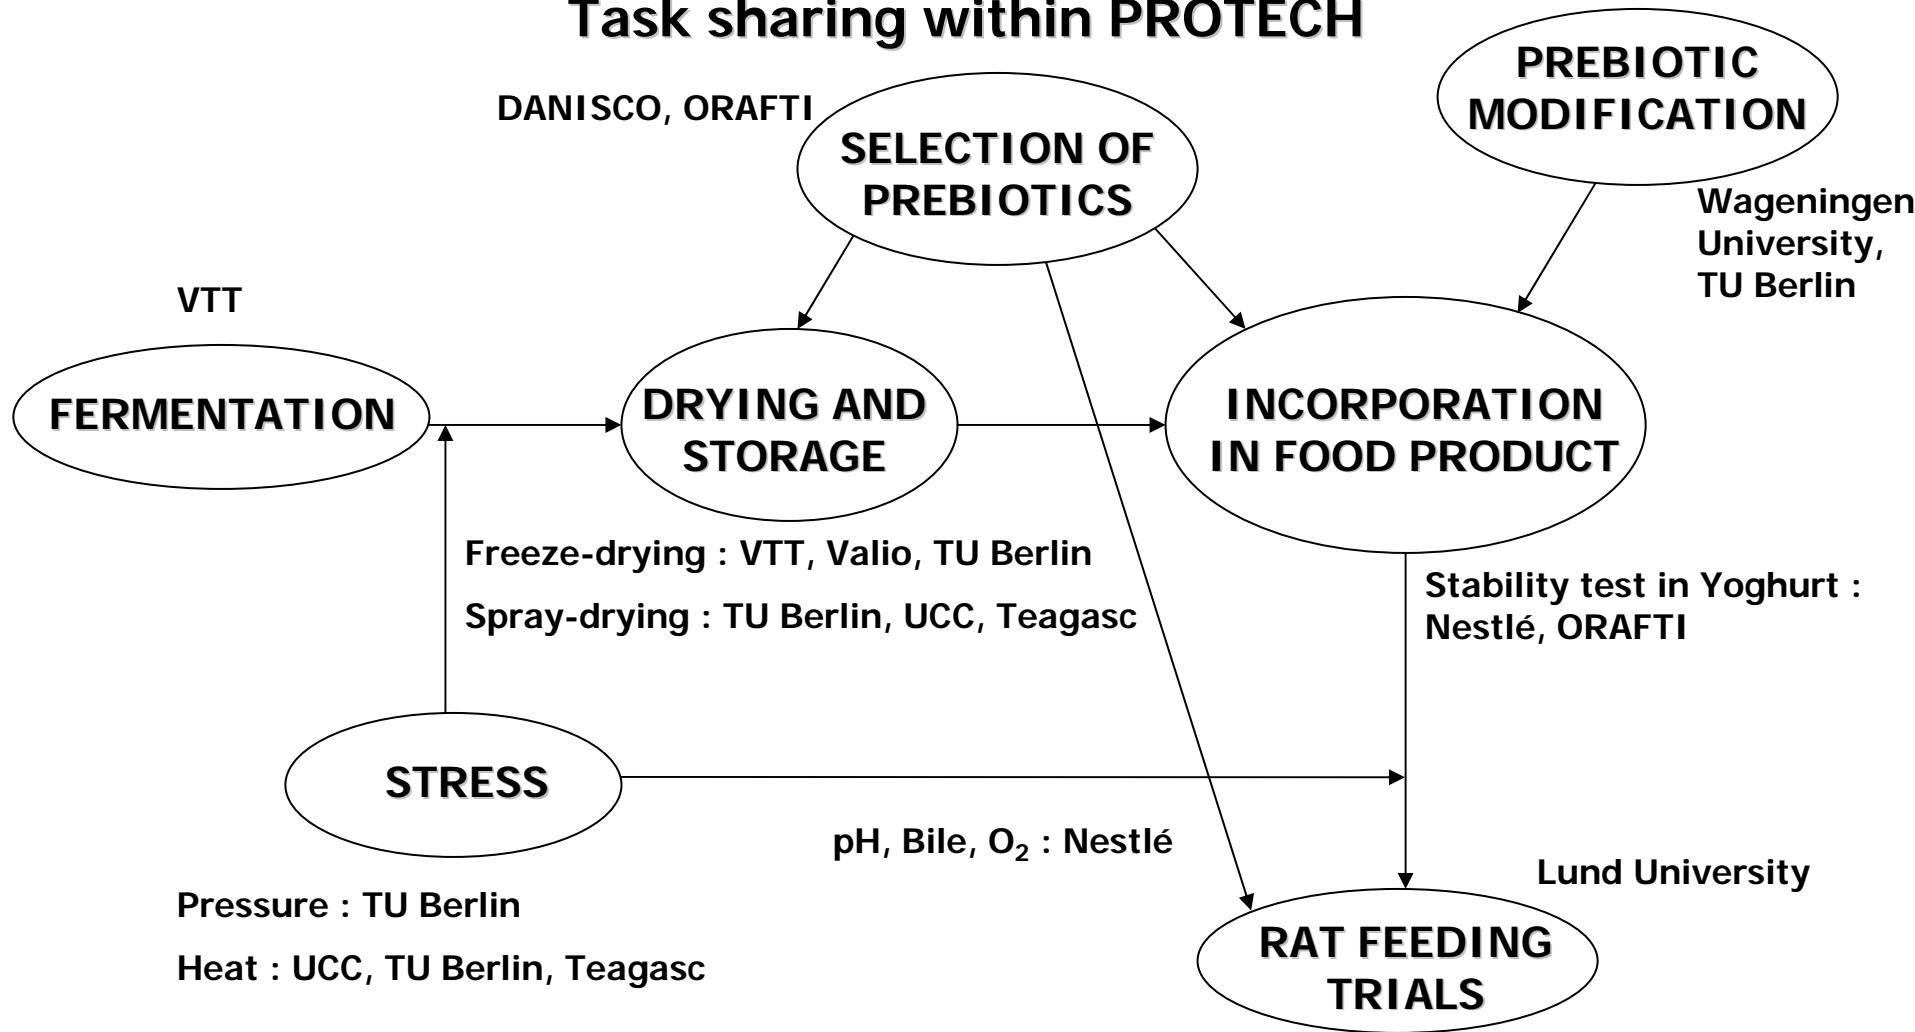 Task sharing within PROTECH
PREBIOTIC
MODIFICATION
DANISCO, ORAFTI
SELECTION OF
PREBIOTICS
Wageningen
University,
TU Berlin
VTT
FERMENTATION
DRYING AND
STORAGE
INCORPORATION
IN FOOD PRODUCT
Freeze-drying : VTT, Valio, TU Berlin
Spray-drying : TU Berlin, UCC, Teagasc
Stability test in Yoghurt :
Nestlé, ORAFTI
STRESS
pH, Bile, O₂ : Nestlé
Lund University
Pressure : TU Berlin
Heat : UCC, TU Berlin, Teagasc
RAT FEEDING
TRIALS